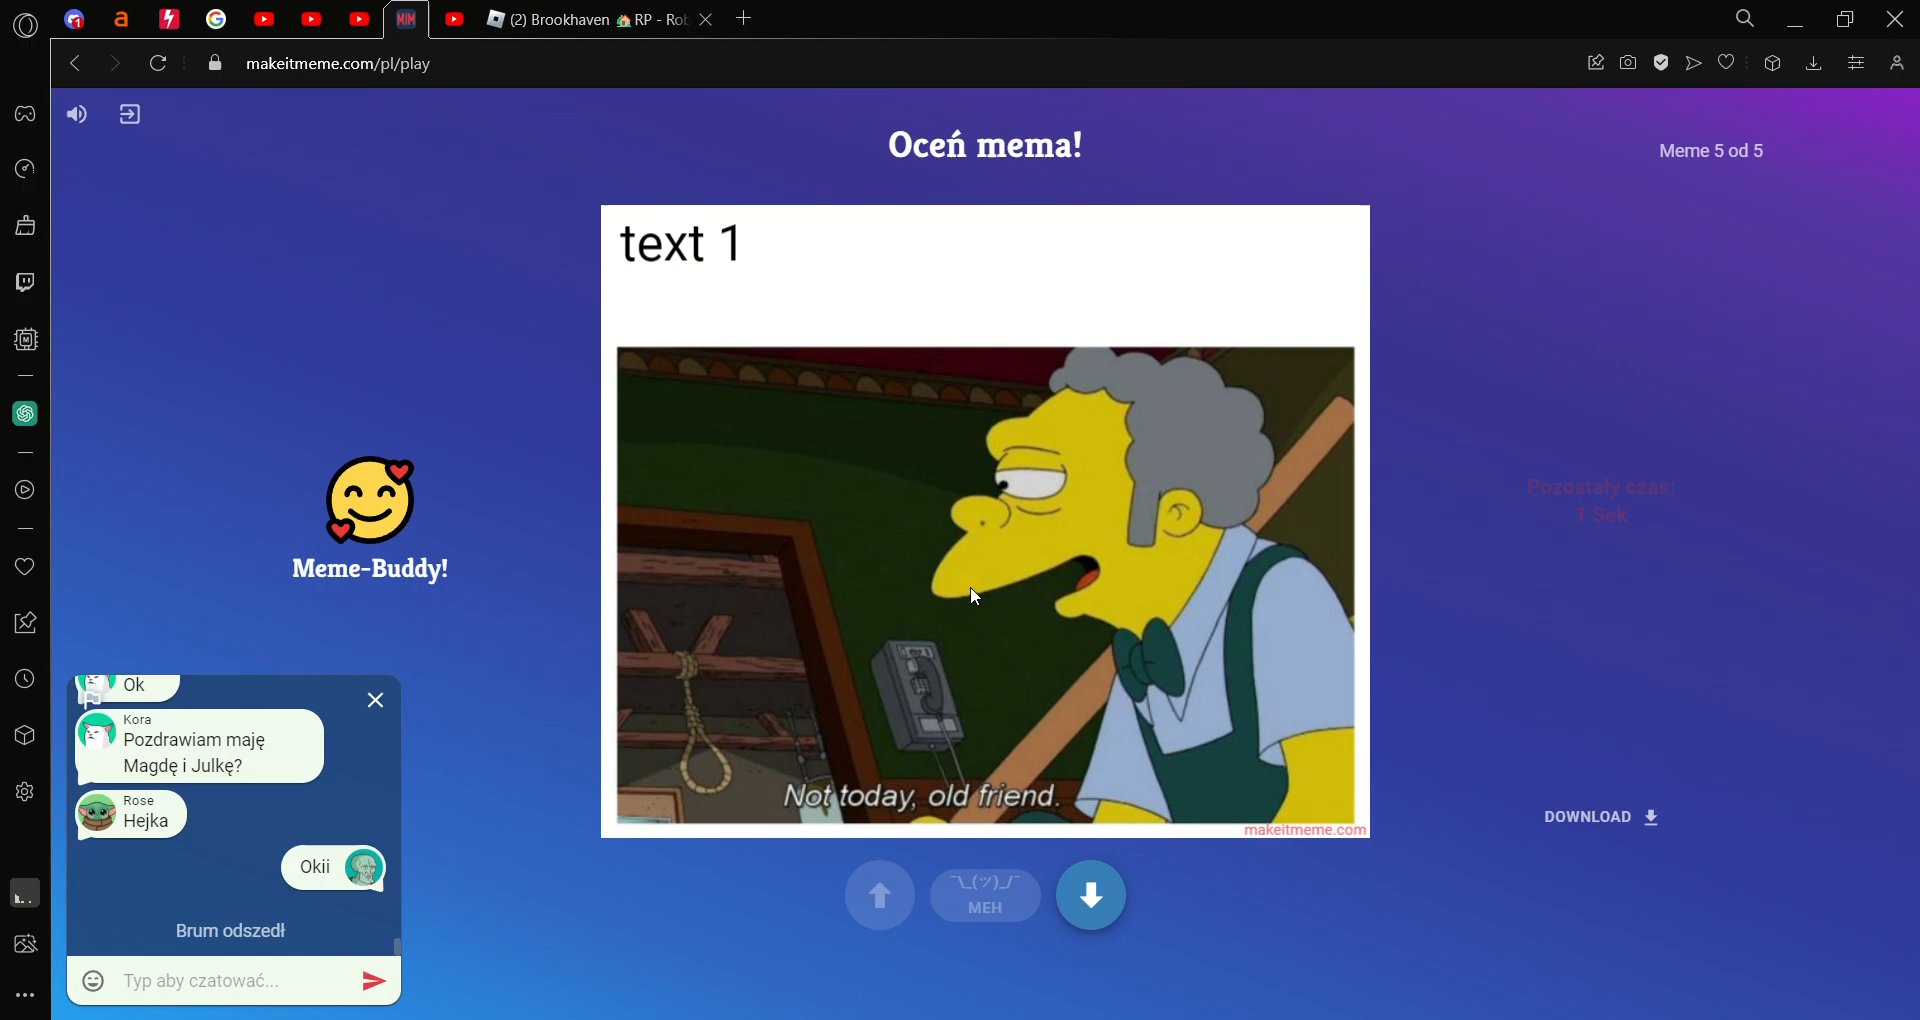 (2) Brookhaven 🏠RP - Rob
makeitmeme.com/pl/play
Oceń mema!
Meme 5 od 5
text 1
Not today, old friend.
makeitmeme.com
Meme-Buddy!
Pozostały czas:
1 Sek
DOWNLOAD
¯\_(ツ)_/¯
MEH
Ok
Kora
Pozdrawiam maję
Magdę i Julkę?
Rose
Hejka
Okii
Brum odszedł
Typ aby czatować...
MIM